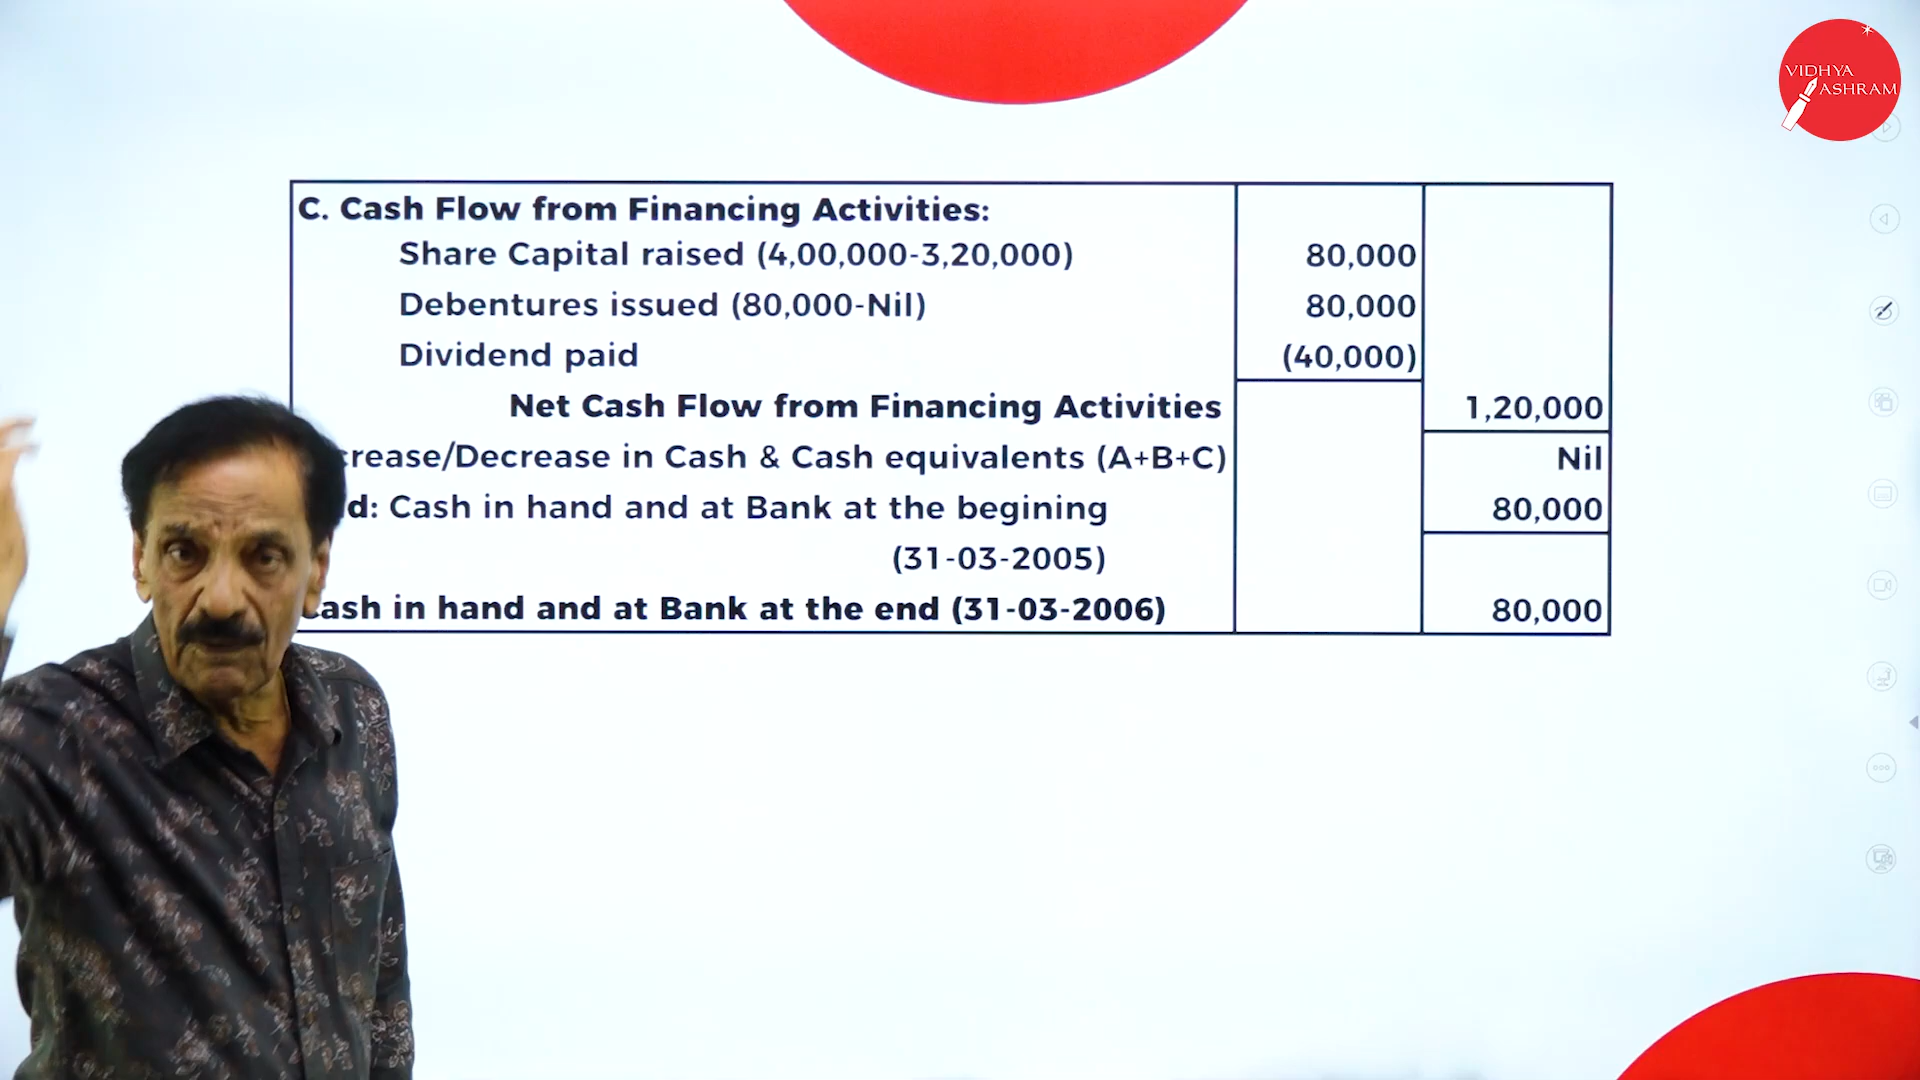 VIDHYA
ASHRAM
C. Cash Flow from Financing Activities:
Share Capital raised (4,00,000-3,20,000) 80,000
Debentures issued (80,000-Nil) 80,000
Dividend paid (40,000)
Net Cash Flow from Financing Activities 1,20,000
crease/Decrease in Cash & Cash equivalents (A+B+C) Nil
d: Cash in hand and at Bank at the begining 80,000
(31-03-2005)
Cash in hand and at Bank at the end (31-03-2006) 80,000